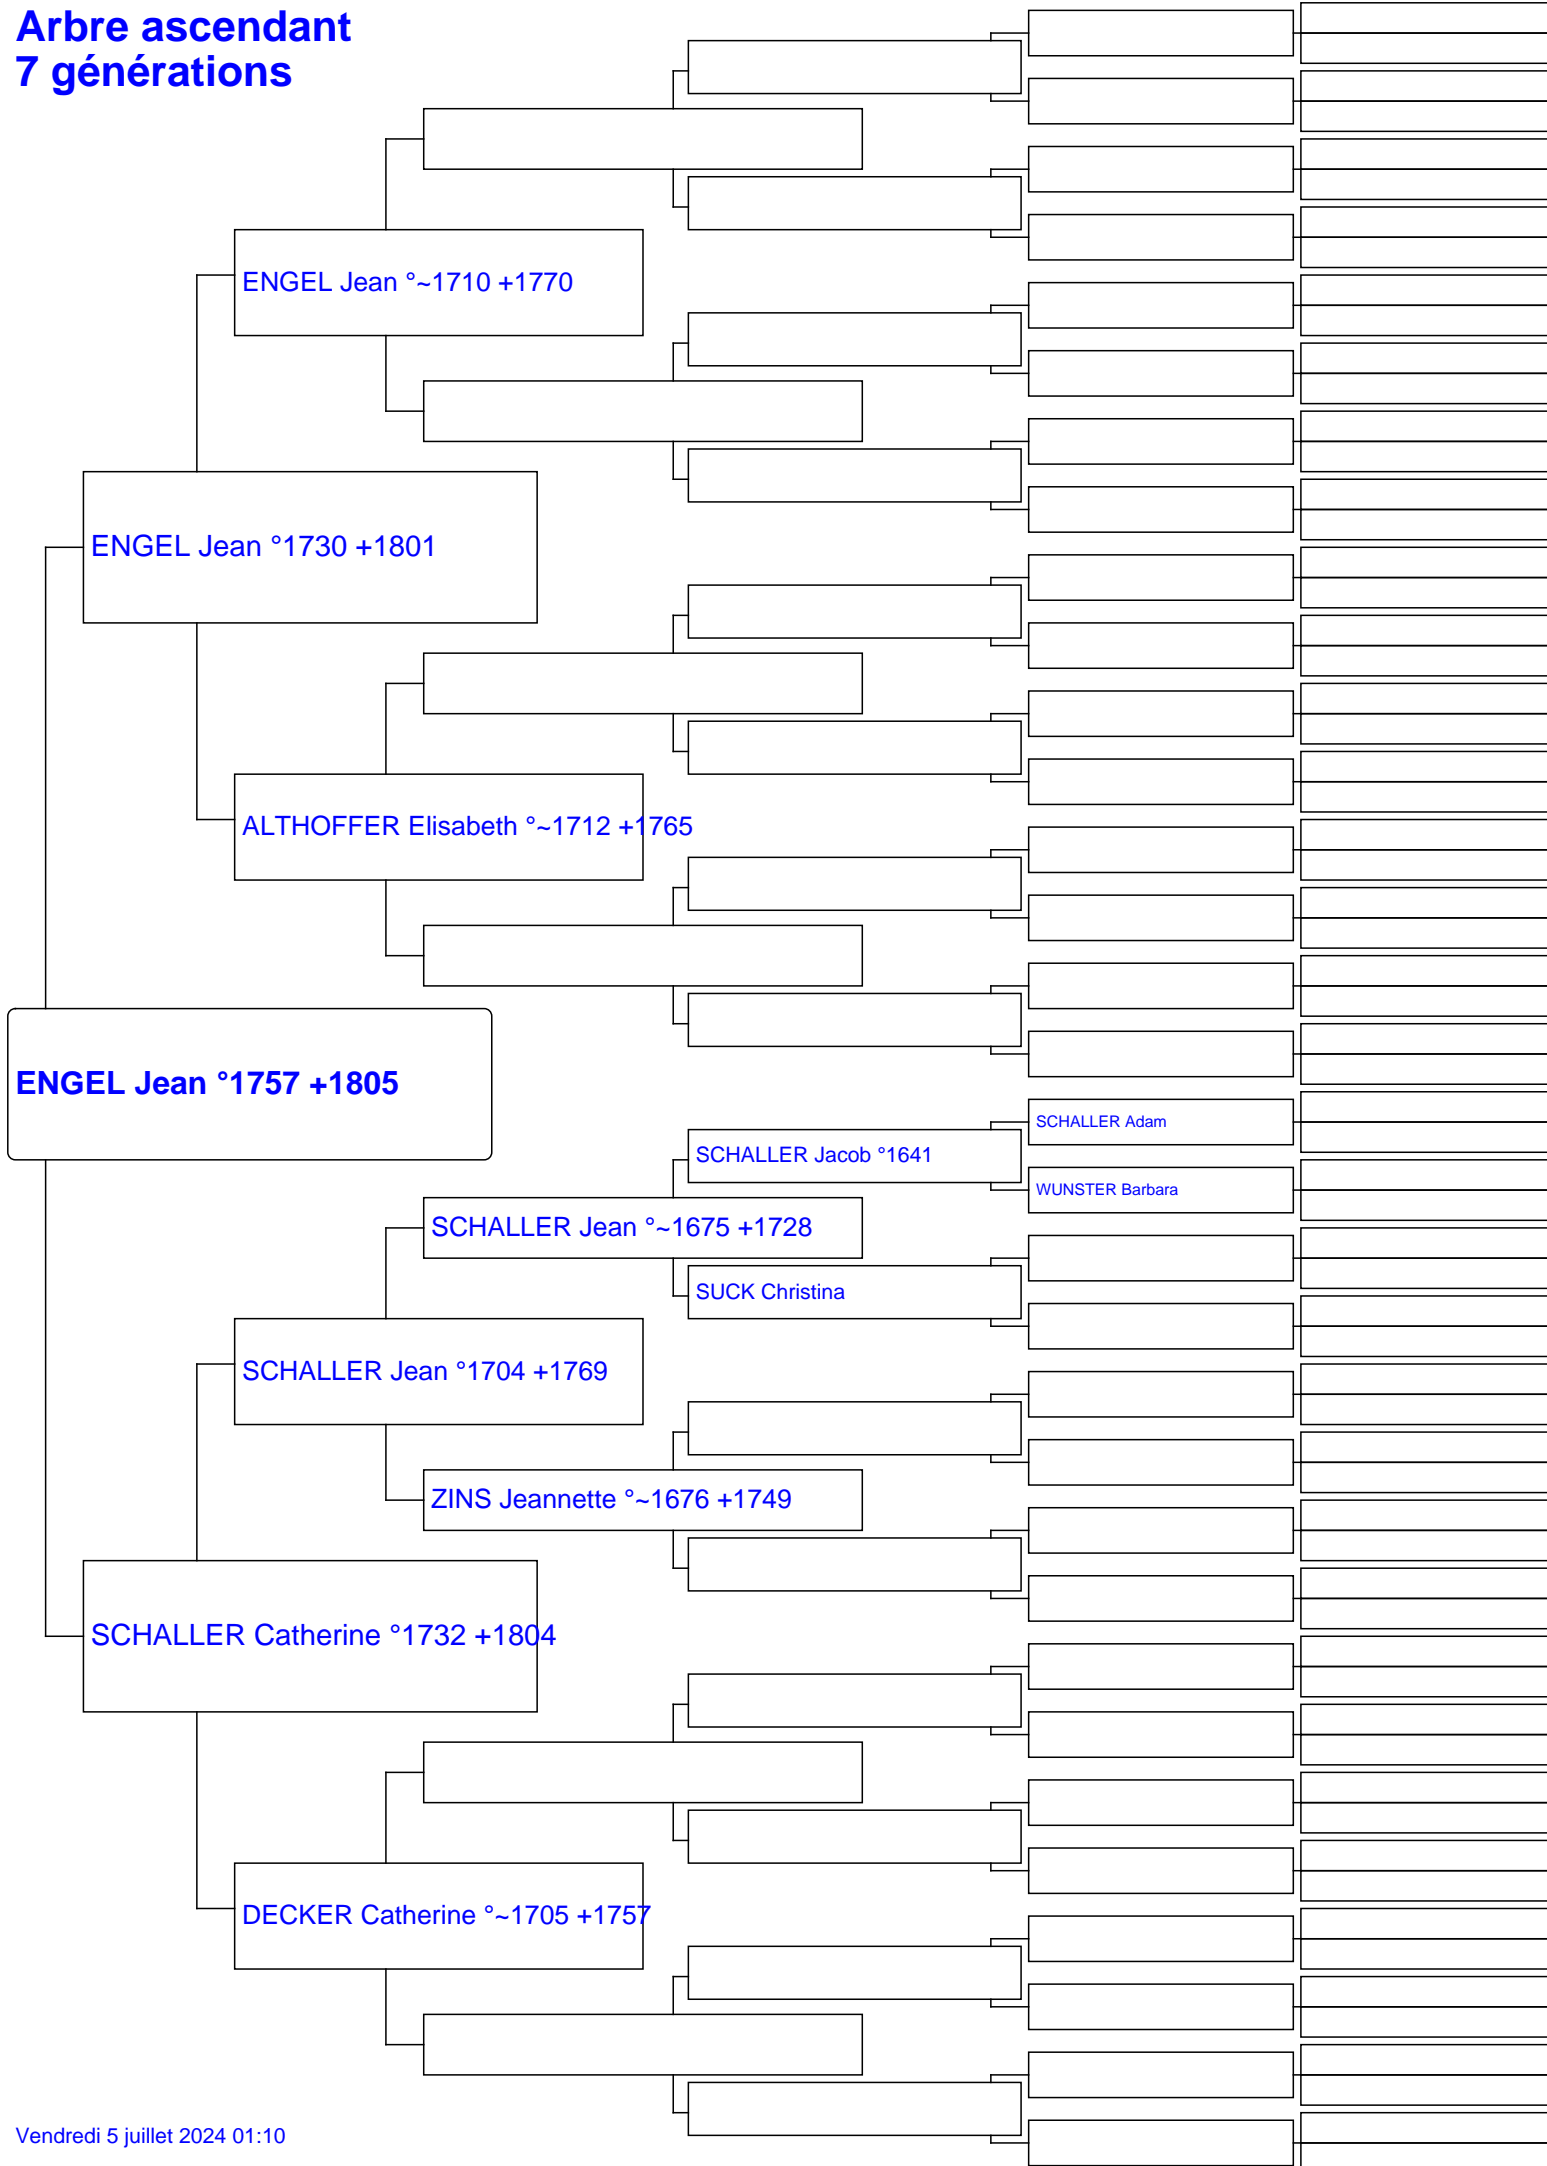 Arbre ascendant
7 générations
ENGEL Jean °~1710 +1770
ENGEL Jean °1730 +1801
ALTHOFFER Elisabeth °~1712 +1765
ENGEL Jean °1757 +1805
SCHALLER Adam
SCHALLER Jacob °1641
WUNSTER Barbara
SCHALLER Jean °~1675 +1728
SUCK Christina
SCHALLER Jean °1704 +1769
ZINS Jeannette °~1676 +1749
SCHALLER Catherine °1732 +1804
DECKER Catherine °~1705 +1757
Vendredi 5 juillet 2024 01:10